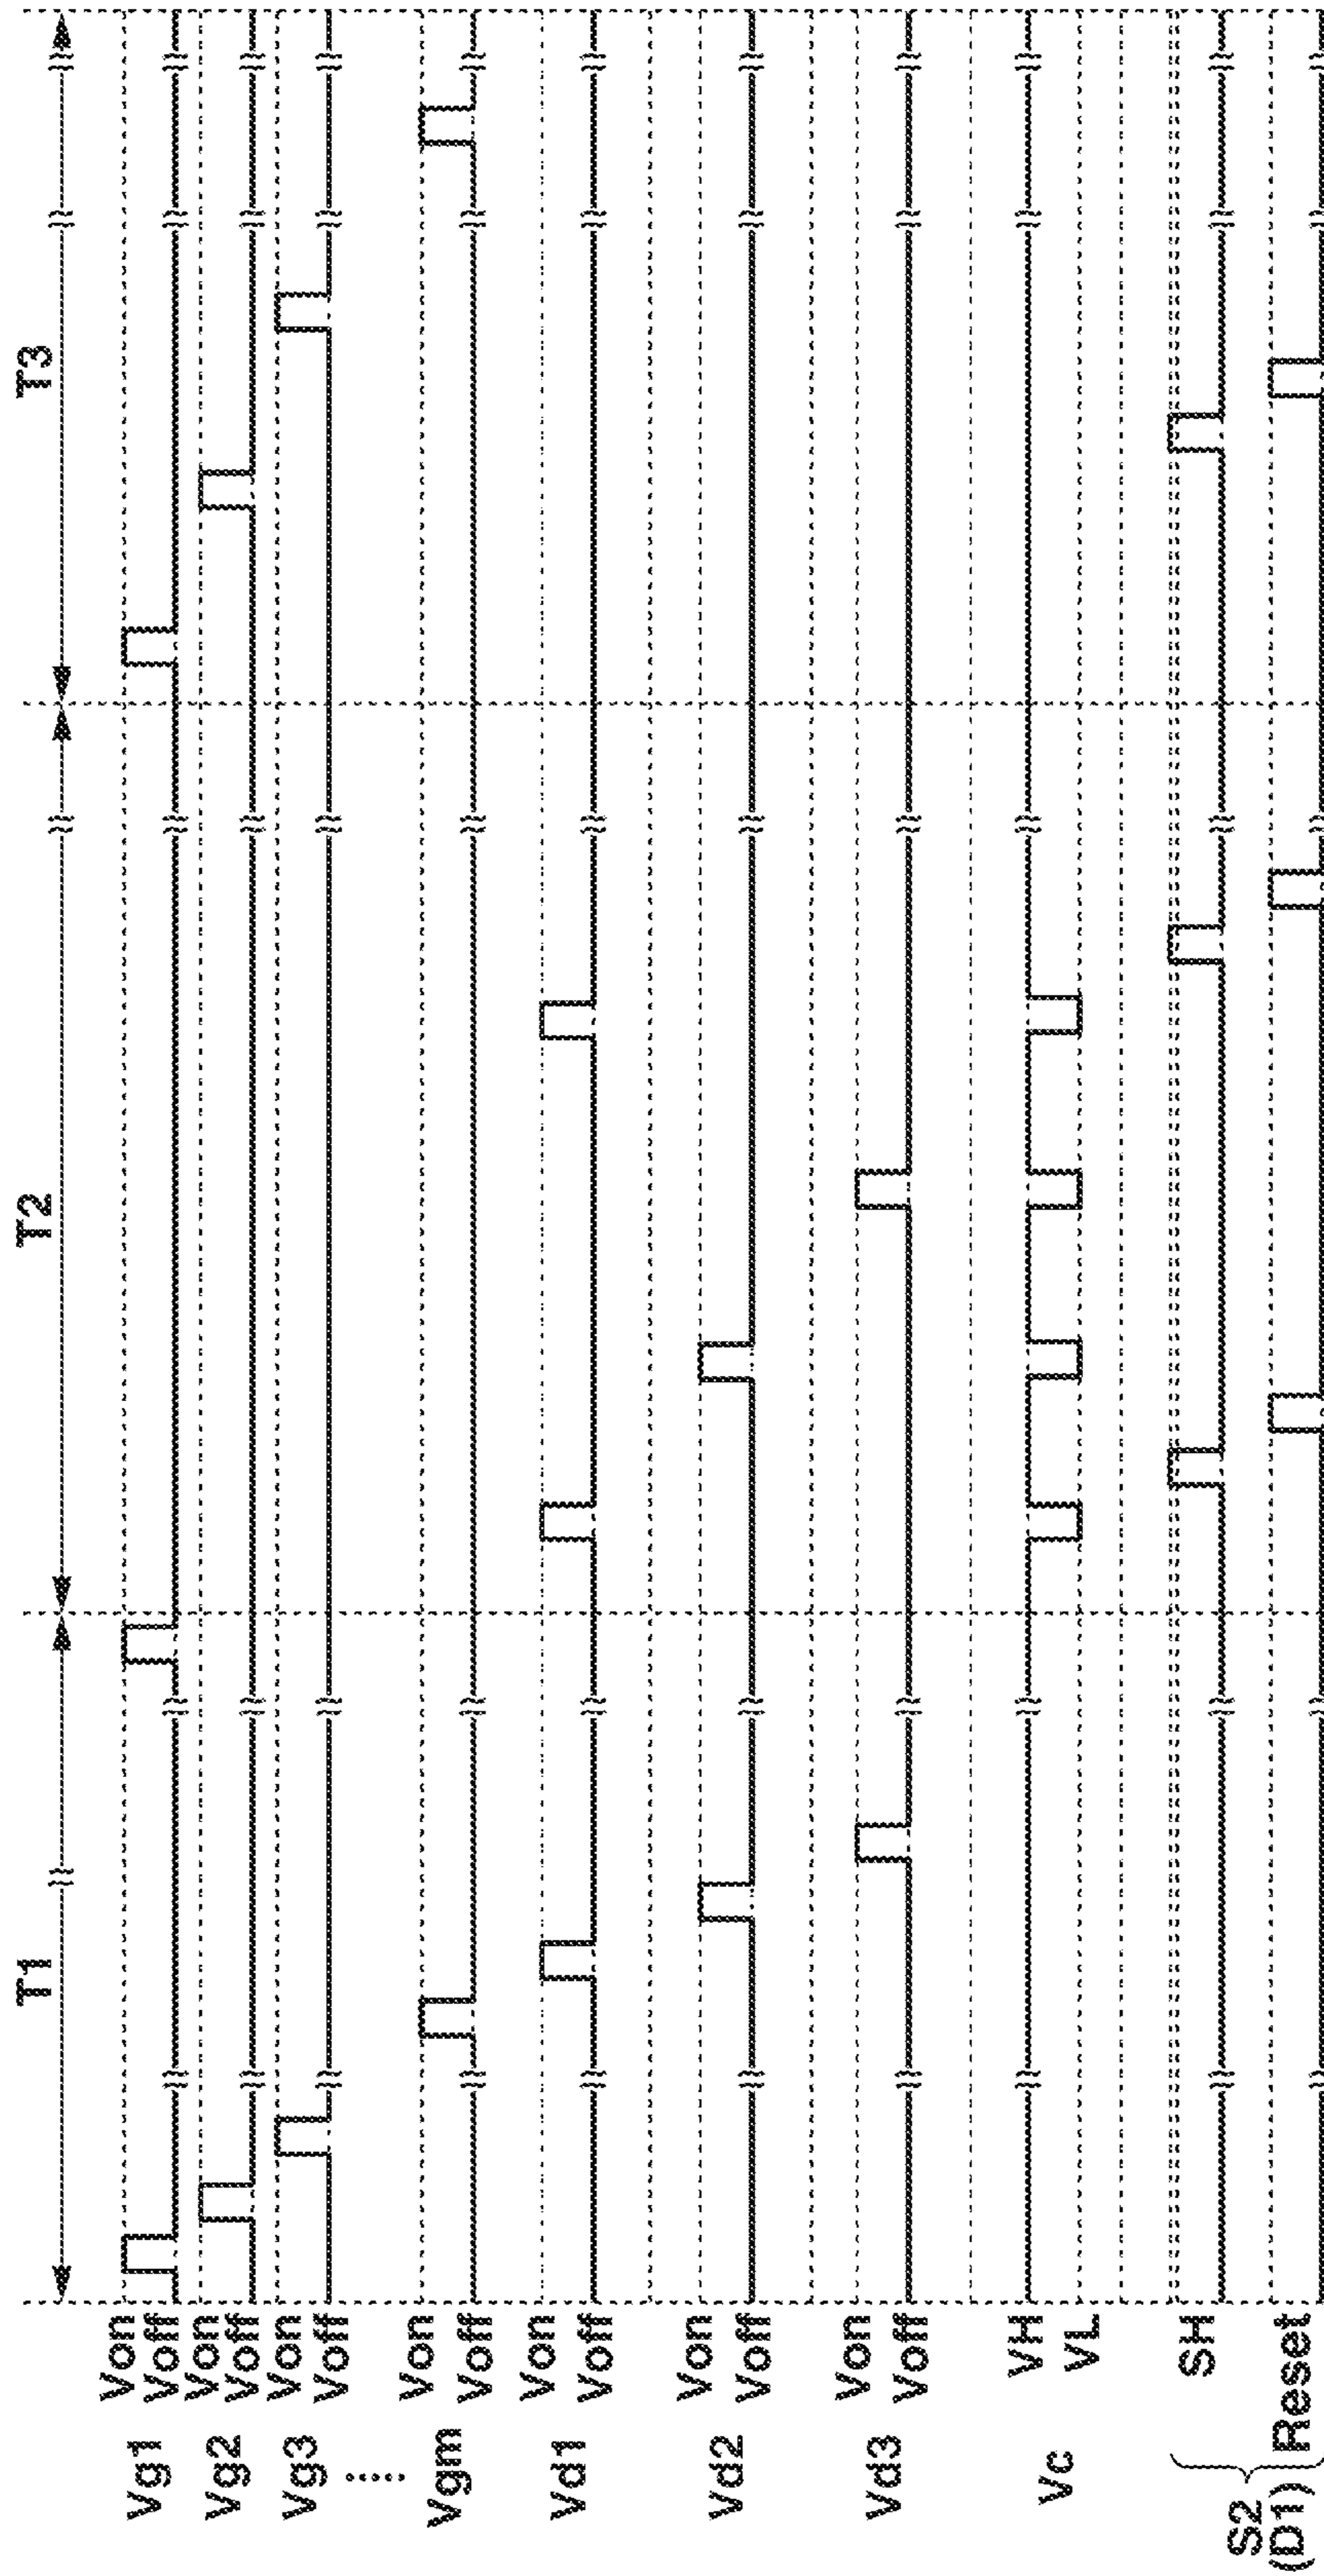 T1 T2 T3
Vg1 Von
Voff
Vg2 Von
Voff
Vg3 Von
Voff
Vgm Von
Voff
Vd1 Von
Voff
Vd2 Von
Voff
Vd3 Von
Voff
Vc VH
VL
S2
(D1)
SH
Reset